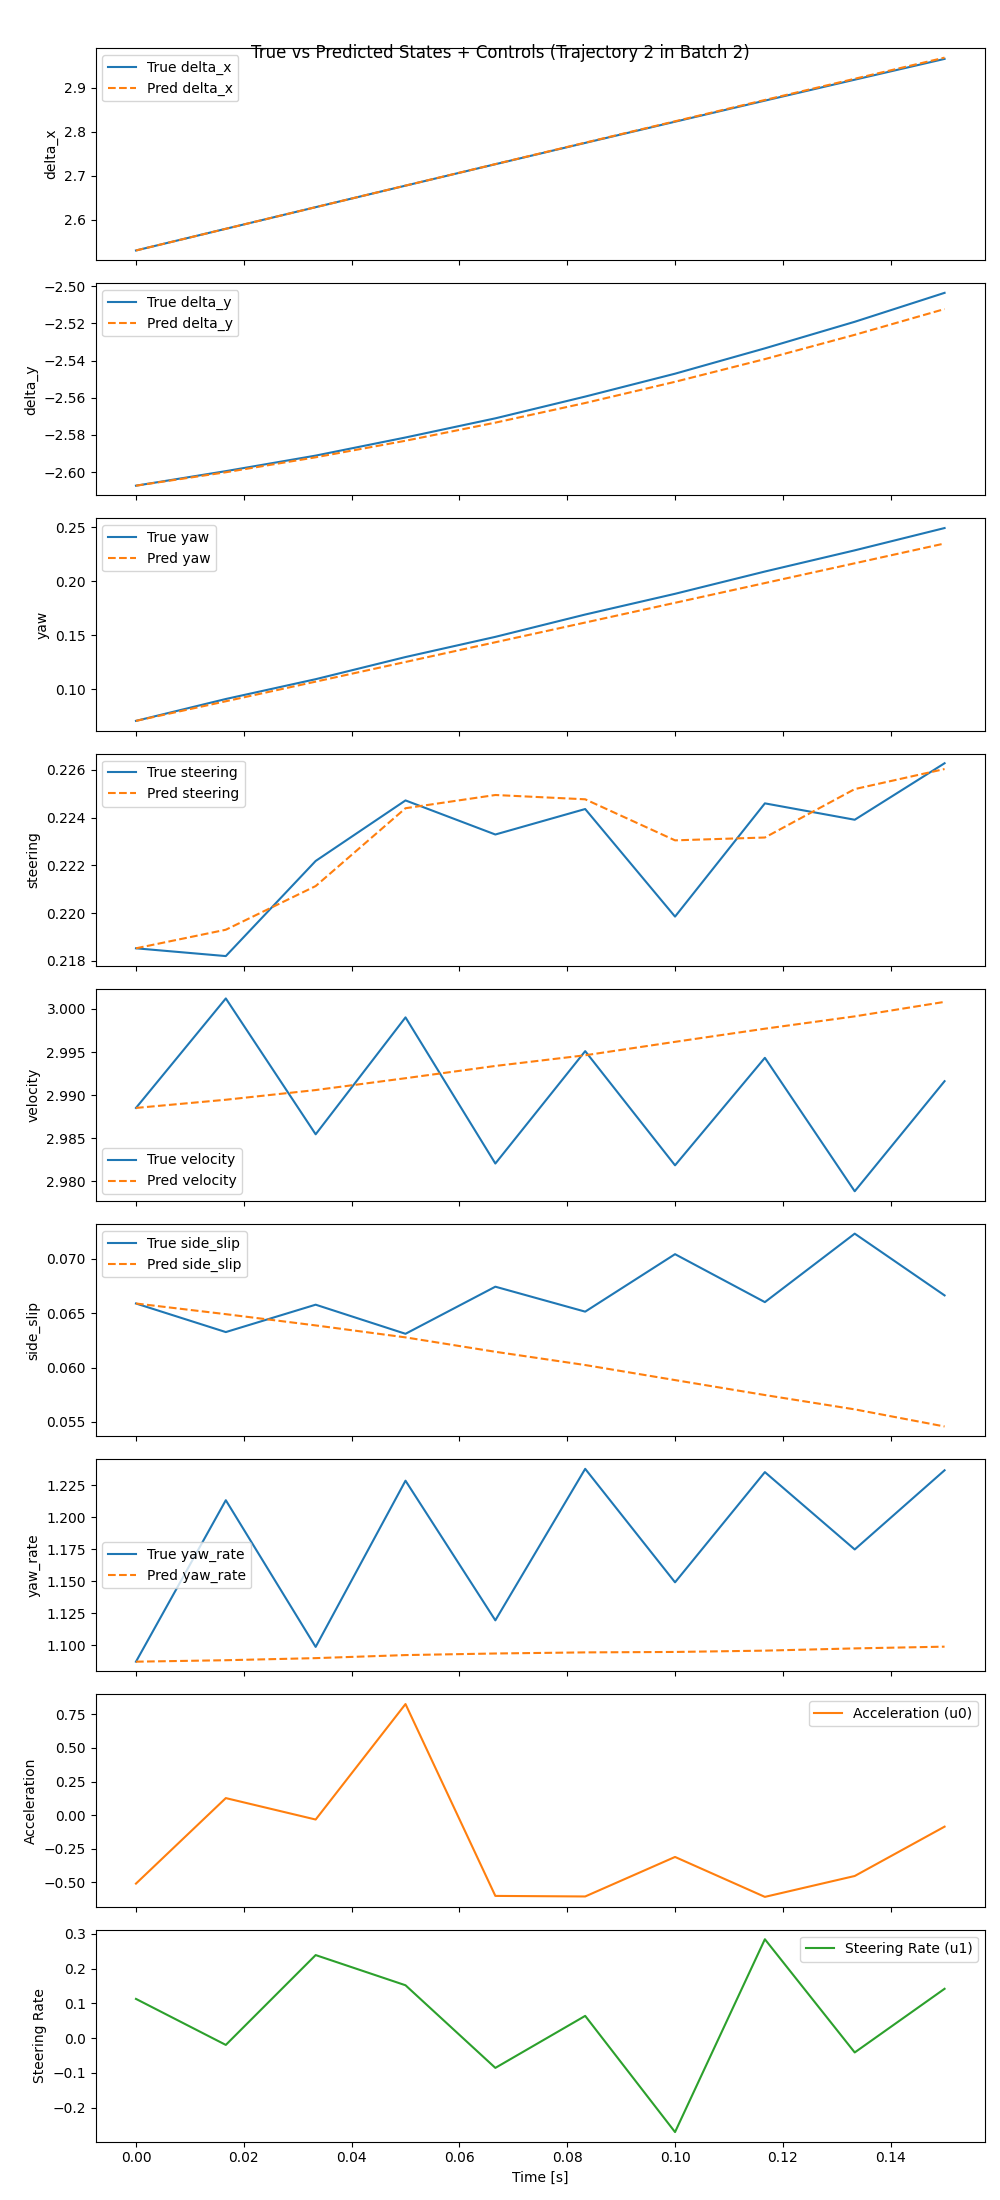 True vs Predicted States + Controls (Trajectory 2 in Batch 2)
True delta_x
Pred delta_x
2.9
2.8
2.7
2.6
delta_x
True delta_y
Pred delta_y
−2.50
−2.52
−2.54
−2.56
−2.58
−2.60
delta_y
True yaw
Pred yaw
0.25
0.20
0.15
0.10
yaw
True steering
Pred steering
0.226
0.224
0.222
0.220
0.218
steering
3.000
2.995
2.990
2.985
2.980
velocity
True velocity
Pred velocity
True side_slip
Pred side_slip
0.070
0.065
0.060
0.055
side_slip
1.225
1.200
1.175
1.150
1.125
1.100
yaw_rate
True yaw_rate
Pred yaw_rate
Acceleration (u0)
0.75
0.50
0.25
0.00
−0.25
−0.50
Acceleration
Steering Rate (u1)
0.3
0.2
0.1
0.0
−0.1
−0.2
Steering Rate
0.00 0.02 0.04 0.06 0.08 0.10 0.12 0.14
Time [s]